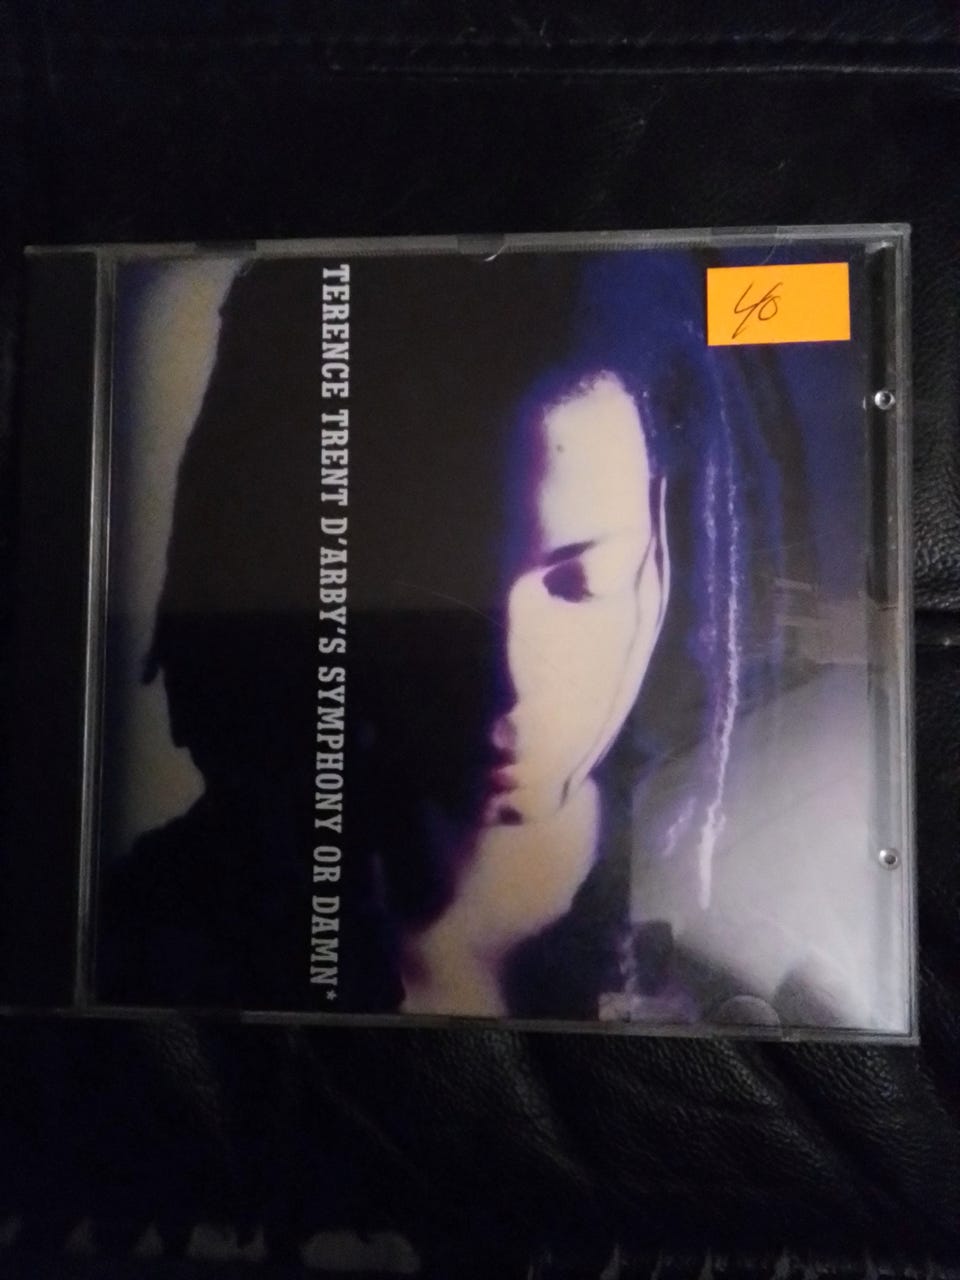 TERENCE TRENT D'ARBY'S SYMPHONY OR DAMN*
40